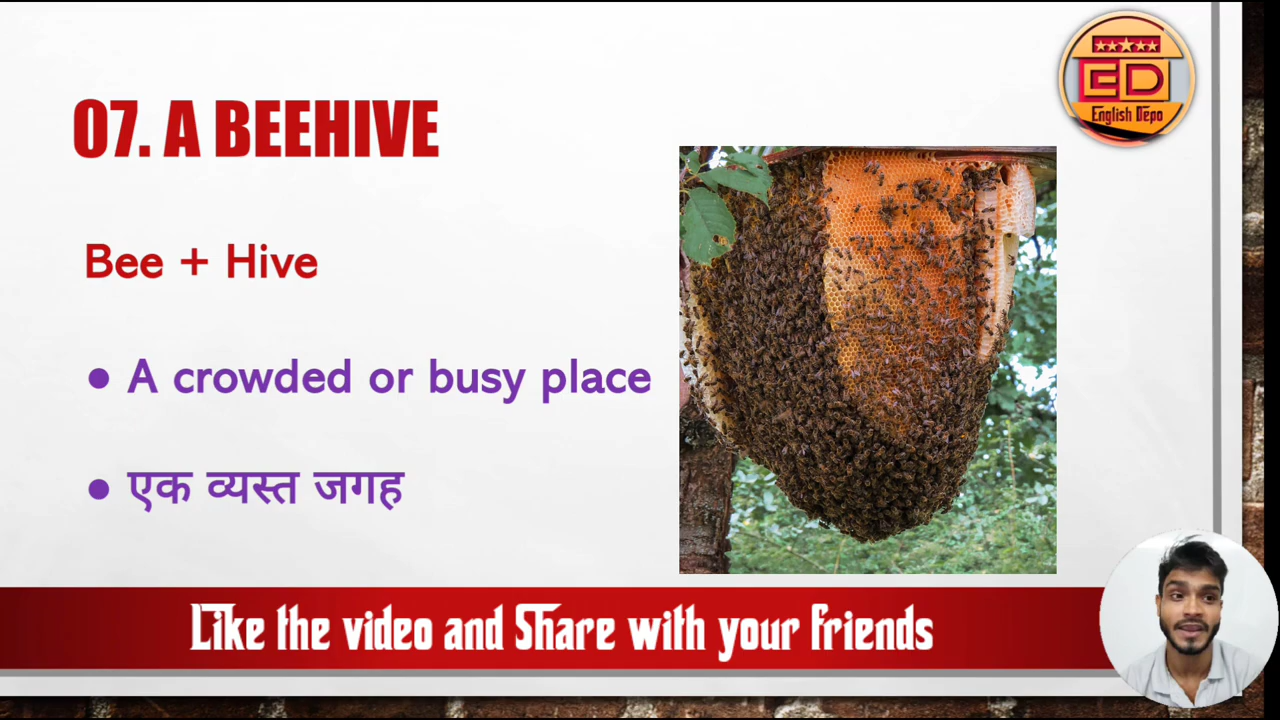 07. A BEEHIVE
ED
English Depo
Bee + Hive
• A crowded or busy place
• एक व्यस्त जगह
Like the video and Share with your friends